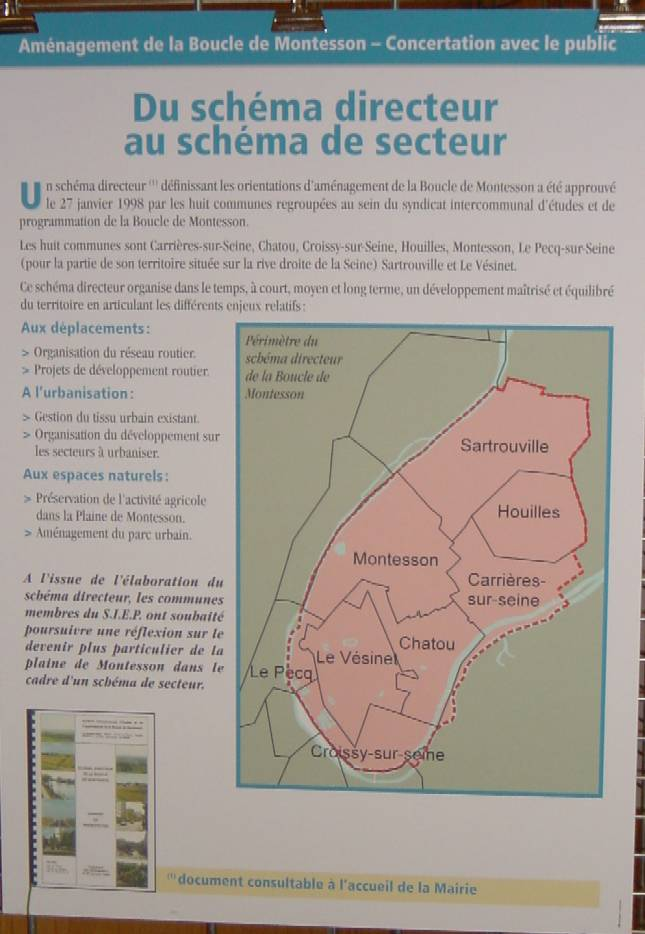 Aménagement de la Boucle de Montesson – Concertation avec le public
Du schéma directeur
au schéma de secteur
Un schéma directeur (1) définissant les orientations d'aménagement de la Boucle de Montesson a été approuvé
le 27 janvier 1998 par les huit communes regroupées au sein du syndicat intercommunal d'études et de
programmation de la Boucle de Montesson.
Les huit communes sont Carrières-sur-Seine, Chatou, Croissy-sur-Seine, Houilles, Montesson, Le Pecq-sur-Seine
(pour la partie de son territoire située sur la rive droite de la Seine) Sartrouville et Le Vésinet.
Ce schéma directeur organise dans le temps, à court, moyen et long terme, un développement maîtrisé et équilibré
du territoire en articulant les différents enjeux relatifs :
Aux déplacements :
> Organisation du réseau routier.
> Projets de développement routier.
A l'urbanisation :
> Gestion du tissu urbain existant.
> Organisation du développement sur
les secteurs à urbaniser.
Aux espaces naturels :
> Préservation de l'activité agricole
dans la Plaine de Montesson.
> Aménagement du parc urbain.
A l'issue de l'élaboration du
schéma directeur, les communes
membres du S.I.E.P. ont souhaité
poursuivre une réflexion sur le
devenir plus particulier de la
plaine de Montesson dans le
cadre d'un schéma de secteur.
Périmètre du
schéma directeur
de la Boucle de
Montesson
Sartrouville
Houilles
Montesson
Carrières-
sur-seine
Chatou
Le Vésinet
Le Pecq
Croissy-sur-seine
(1) document consultable à l'accueil de la Mairie